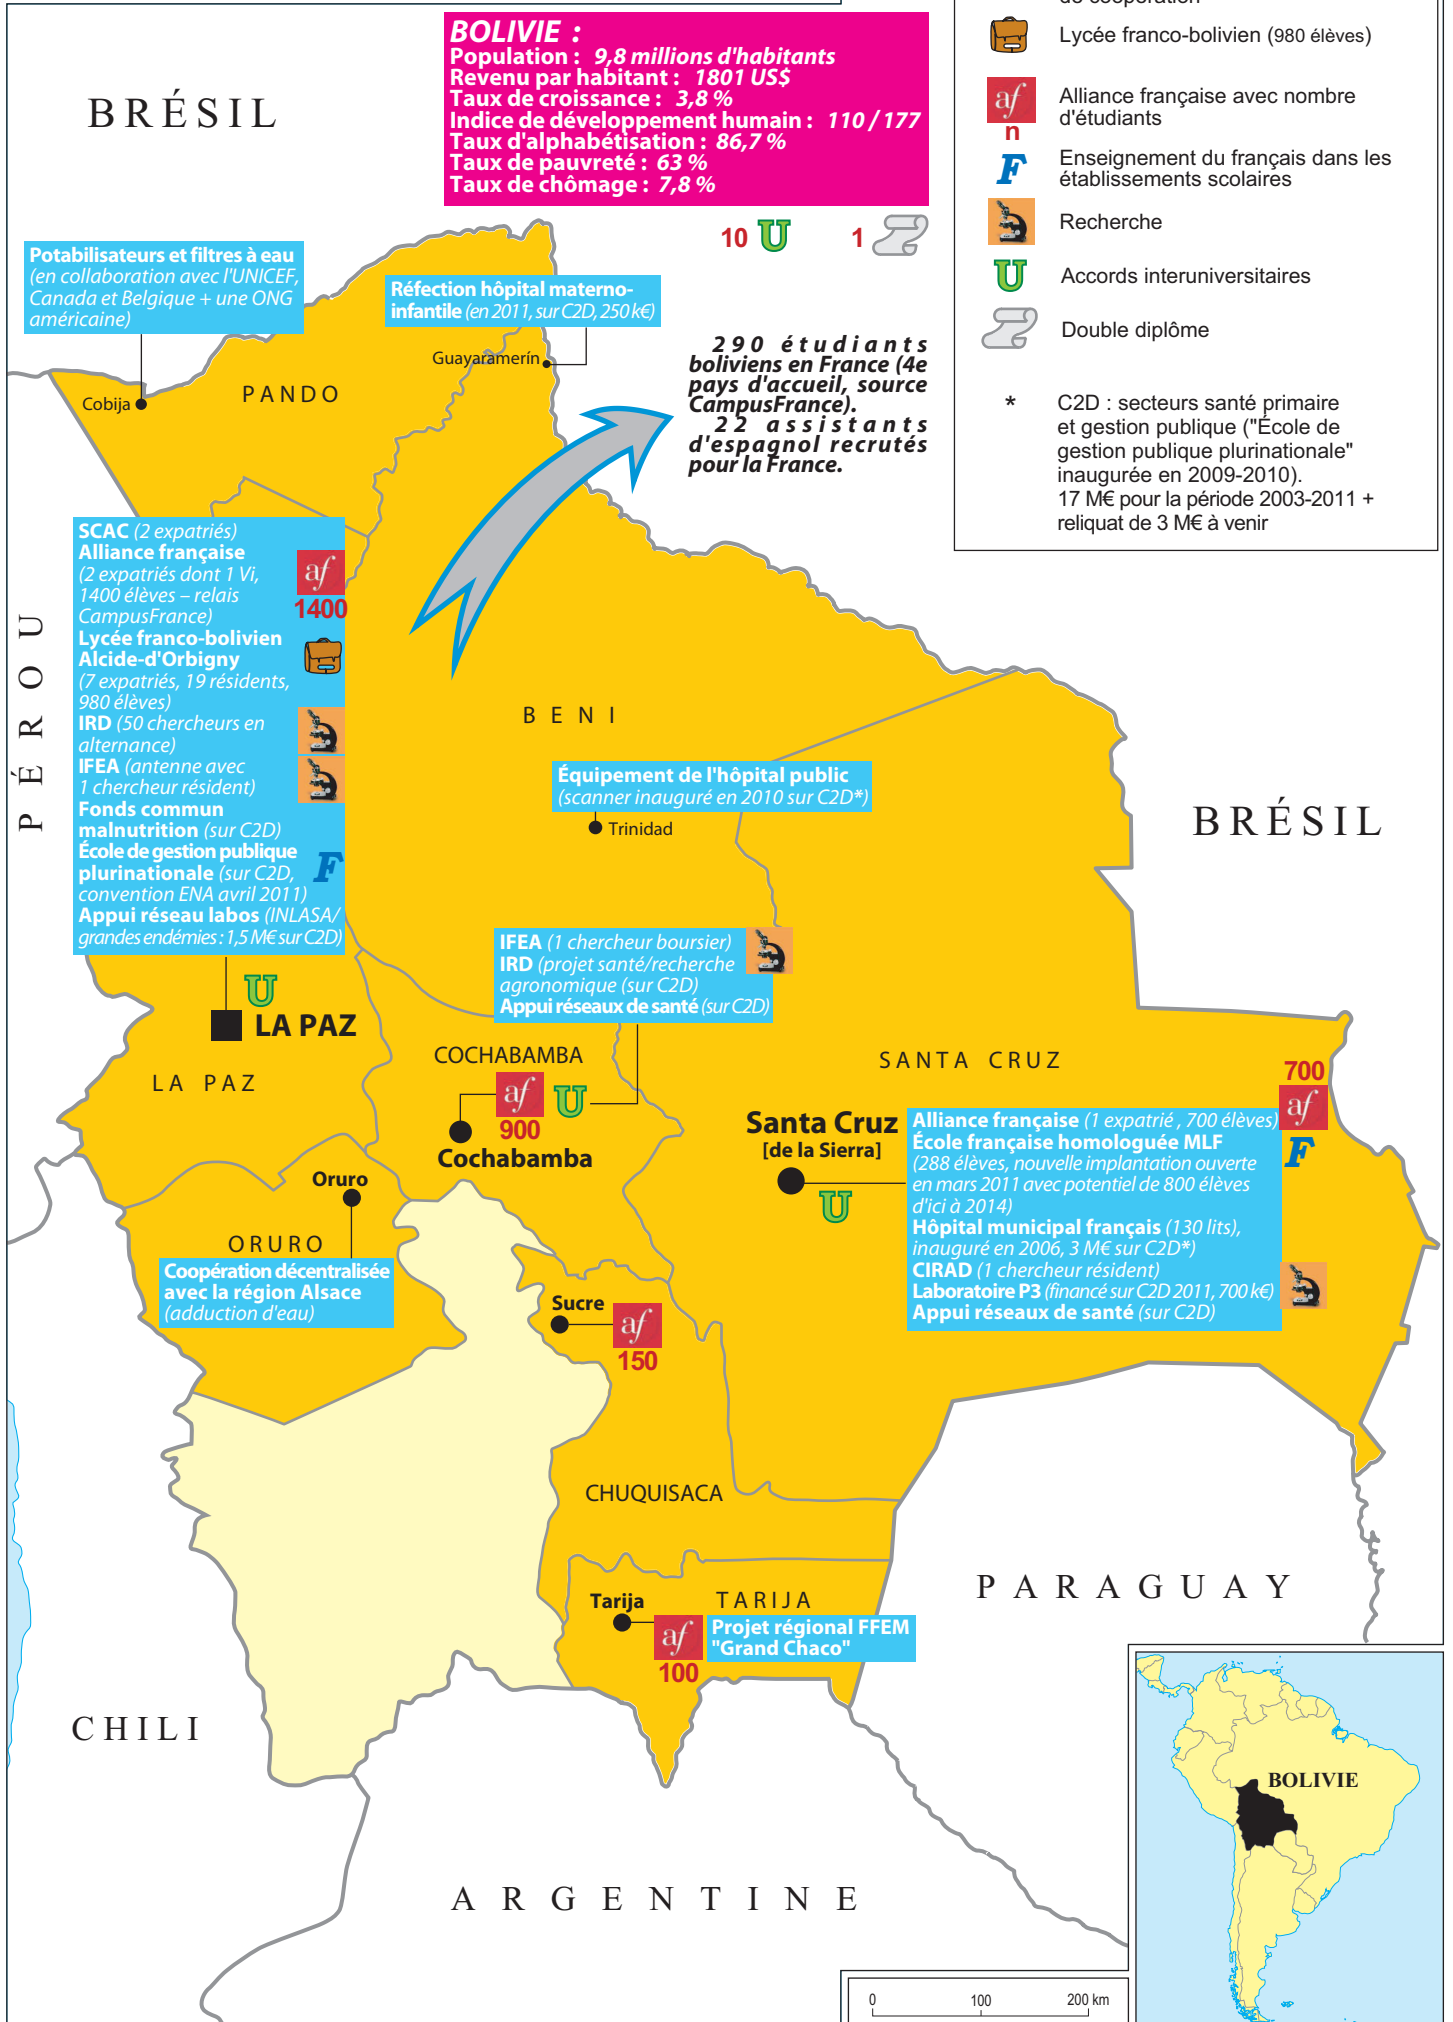 de coopération
Lycée franco-bolivien (980 élèves)
af
n
Alliance française avec nombre
d'étudiants
F
Enseignement du français dans les
établissements scolaires
Recherche
U
Accords interuniversitaires
Double diplôme
*
C2D : secteurs santé primaire
et gestion publique ("École de
gestion publique plurinationale"
inaugurée en 2009-2010).
17 M€ pour la période 2003-2011 +
reliquat de 3 M€ à venir
BOLIVIE :
Population : 9,8 millions d'habitants
Revenu par habitant : 1801 US$
Taux de croissance : 3,8 %
Indice de développement humain : 110 / 177
Taux d'alphabétisation : 86,7 %
Taux de pauvreté : 63 %
Taux de chômage : 7,8 %
BRÉSIL
10 U
1
Potabilisateurs et filtres à eau
(en collaboration avec l'UNICEF,
Canada et Belgique + une ONG
américaine)
Réfection hôpital materno-
infantile (en 2011, sur C2D, 250 k€)
Guayaramerín
Cobija
PANDO
290 étudiants
boliviens en France (4e
pays d'accueil, source
CampusFrance).
22 assistants
d'espagnol recrutés
pour la France.
PÉROU
SCAC (2 expatriés)
Alliance française
(2 expatriés dont 1 Vi,
1400 élèves – relais
CampusFrance)
af
1400
Lycée franco-bolivien
Alcide-d'Orbigny
(7 expatriés, 19 résidents,
980 élèves)
IRD (50 chercheurs en
alternance)
IFEA (antenne avec
1 chercheur résident)
Fonds commun
malnutrition (sur C2D)
École de gestion publique
plurinationale (sur C2D,
convention ENA avril 2011)
F
Appui réseau labos (INLASA/
grandes endémies : 1,5 M€ sur C2D)
BENI
Équipement de l'hôpital public
(scanner inauguré en 2010 sur C2D*)
Trinidad
BRÉSIL
IFEA (1 chercheur boursier)
IRD (projet santé/recherche
agronomique (sur C2D)
Appui réseaux de santé (sur C2D)
U
LA PAZ
LA PAZ
COCHABAMBA
af
900
U
Cochabamba
SANTA CRUZ
Santa Cruz
[de la Sierra]
U
700
af
F
Alliance française (1 expatrié , 700 élèves)
École française homologuée MLF
(288 élèves, nouvelle implantation ouverte
en mars 2011 avec potentiel de 800 élèves
d'ici à 2014)
Hôpital municipal français (130 lits),
inauguré en 2006, 3 M€ sur C2D*)
CIRAD (1 chercheur résident)
Laboratoire P3 (financé sur C2D 2011, 700 k€)
Appui réseaux de santé (sur C2D)
Oruro
ORURO
Coopération décentralisée
avec la région Alsace
(adduction d'eau)
Sucre
af
150
CHUQUISACA
Tarija
TARIJA
af
100
Projet régional FFEM
"Grand Chaco"
PARAGUAY
CHILI
ARGENTINE
BOLIVIE
0 100 200 km